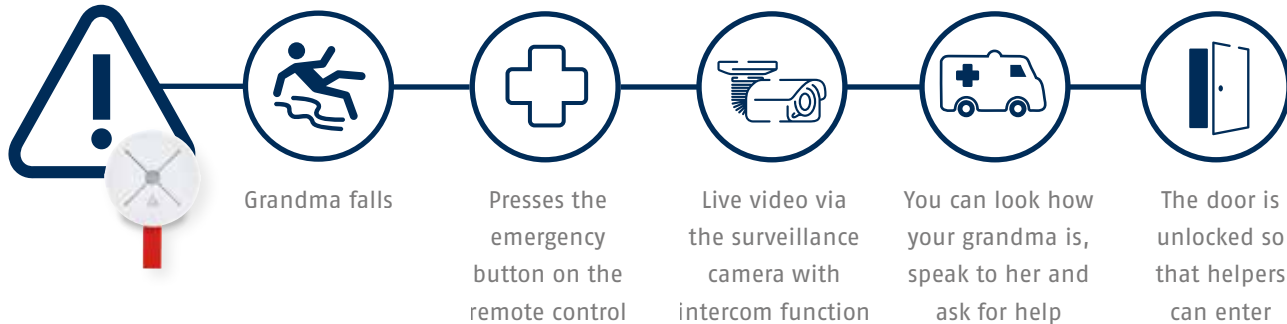 Grandma falls
Presses the
emergency
button on the
remote control
Live video via
the surveillance
camera with
intercom function
You can look how
your grandma is,
speak to her and
ask for help
The door is
unlocked so
that helpers
can enter